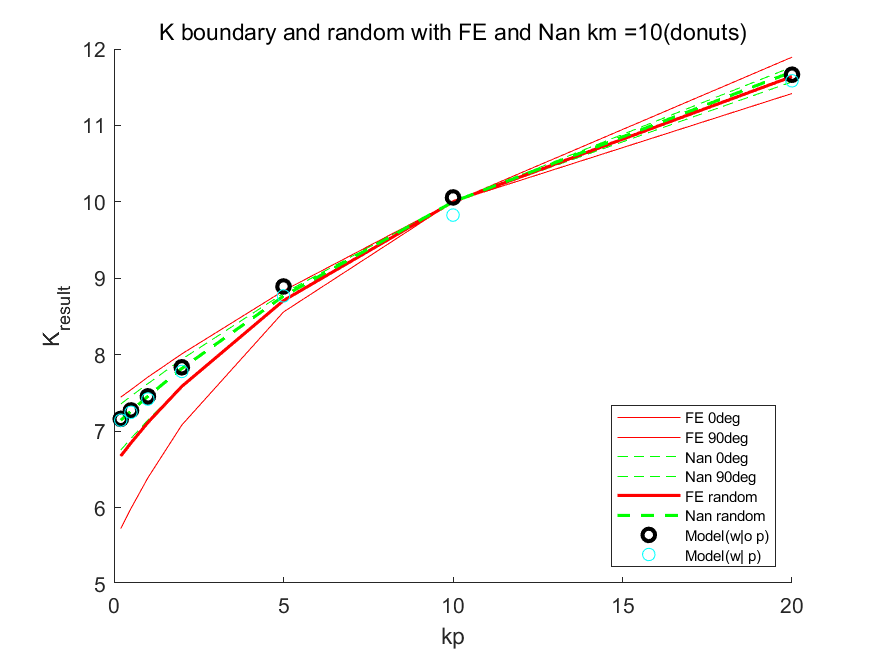 K boundary and random with FE and Nan km =10(donuts)
12
11
10
9
8
7
6
5
K_result
0
5
10
15
20
kp
FE 0deg
FE 90deg
Nan 0deg
Nan 90deg
FE random
Nan random
Model(w|o p)
Model(w| p)